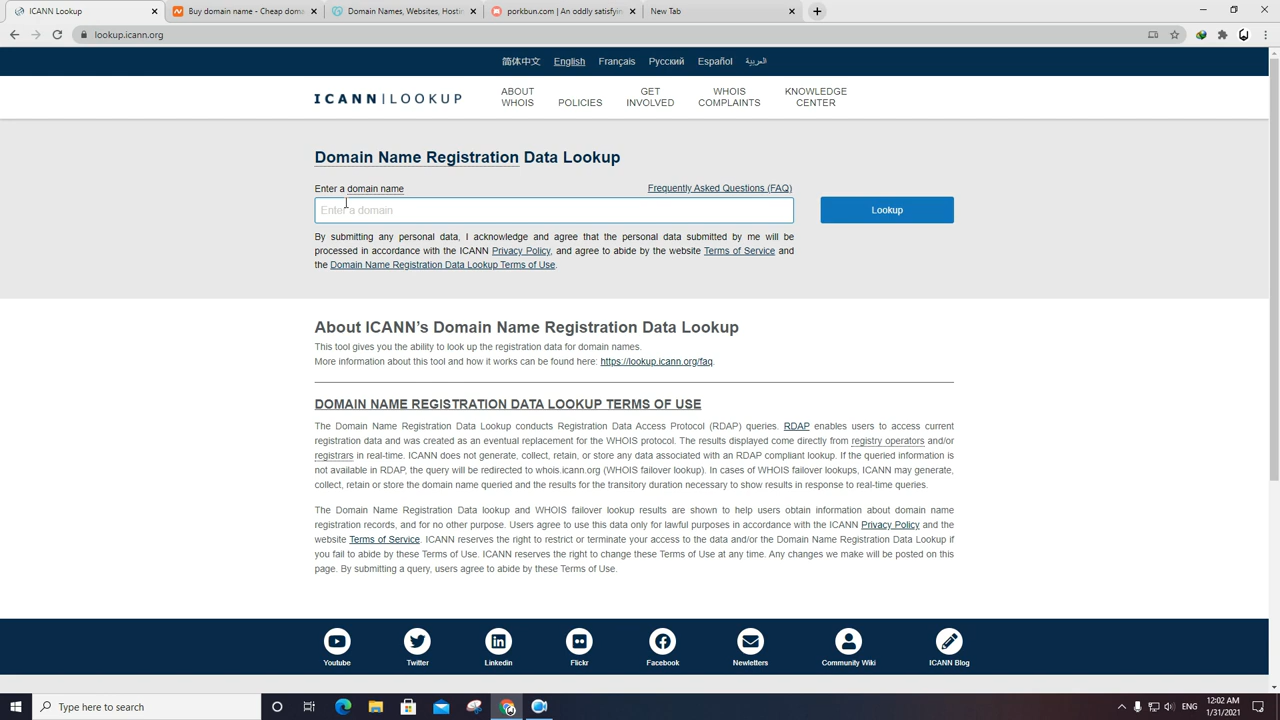 ICANN Lookup
Buy domain name - Cheap doma
Domain Names, Websites, Hostin
porkbun.com | An oddly satisfyin
New Tab
lookup.icann.org
简体中文 English Français Русский Español العربية
ICANN|LOOKUP
ABOUT WHOIS
POLICIES
GET INVOLVED
WHOIS COMPLAINTS
KNOWLEDGE CENTER
Domain Name Registration Data Lookup
Enter a domain name
Frequently Asked Questions (FAQ)
Enter a domain
Lookup
By submitting any personal data, I acknowledge and agree that the personal data submitted by me will be
processed in accordance with the ICANN Privacy Policy, and agree to abide by the website Terms of Service and
the Domain Name Registration Data Lookup Terms of Use.
About ICANN's Domain Name Registration Data Lookup
This tool gives you the ability to look up the registration data for domain names.
More information about this tool and how it works can be found here: https://lookup.icann.org/faq.
DOMAIN NAME REGISTRATION DATA LOOKUP TERMS OF USE
The Domain Name Registration Data Lookup conducts Registration Data Access Protocol (RDAP) queries. RDAP enables users to access current
registration data and was created as an eventual replacement for the WHOIS protocol. The results displayed come directly from registry operators and/or
registrars in real-time. ICANN does not generate, collect, retain, or store any data associated with an RDAP compliant lookup. If the queried information is
not available in RDAP, the query will be redirected to whois.icann.org (WHOIS failover lookup). In cases of WHOIS failover lookups, ICANN may generate,
collect, retain or store the domain name queried and the results for the transitory duration necessary to show results in response to real-time queries.
The Domain Name Registration Data lookup and WHOIS failover lookup results are shown to help users obtain information about domain name
registration records, and for no other purpose. Users agree to use this data only for lawful purposes in accordance with the ICANN Privacy Policy and the
website Terms of Service. ICANN reserves the right to restrict or terminate your access to the data and/or the Domain Name Registration Data Lookup if
you fail to abide by these Terms of Use. ICANN reserves the right to change these Terms of Use at any time. Any changes we make will be posted on this
page. By submitting a query, users agree to abide by these Terms of Use.
Youtube
Twitter
Linkedin
Flickr
Facebook
Newletters
Community Wiki
ICANN Blog
Type here to search
ENG
12:02 AM
1/31/2021